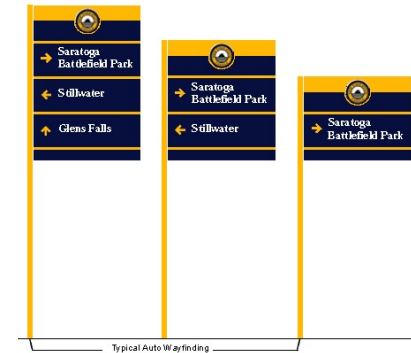 Saratoga
Battlefield Park
Stillwater
Glens Falls
Saratoga
Battlefield Park
Stillwater
Saratoga
Battlefield Park
Typical Auto Wayfinding